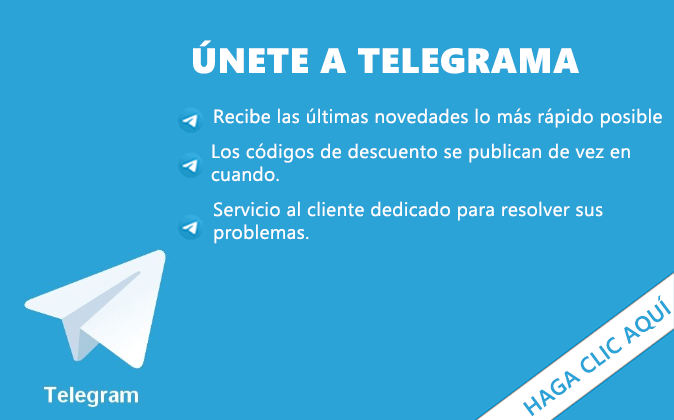 ÚNETE A TELEGRAMA
Recibe las últimas novedades lo más rápido posible
Los códigos de descuento se publican de vez en
cuando.
Servicio al cliente dedicado para resolver sus
problemas.
Telegram
HAGA CLIC AQUÍ